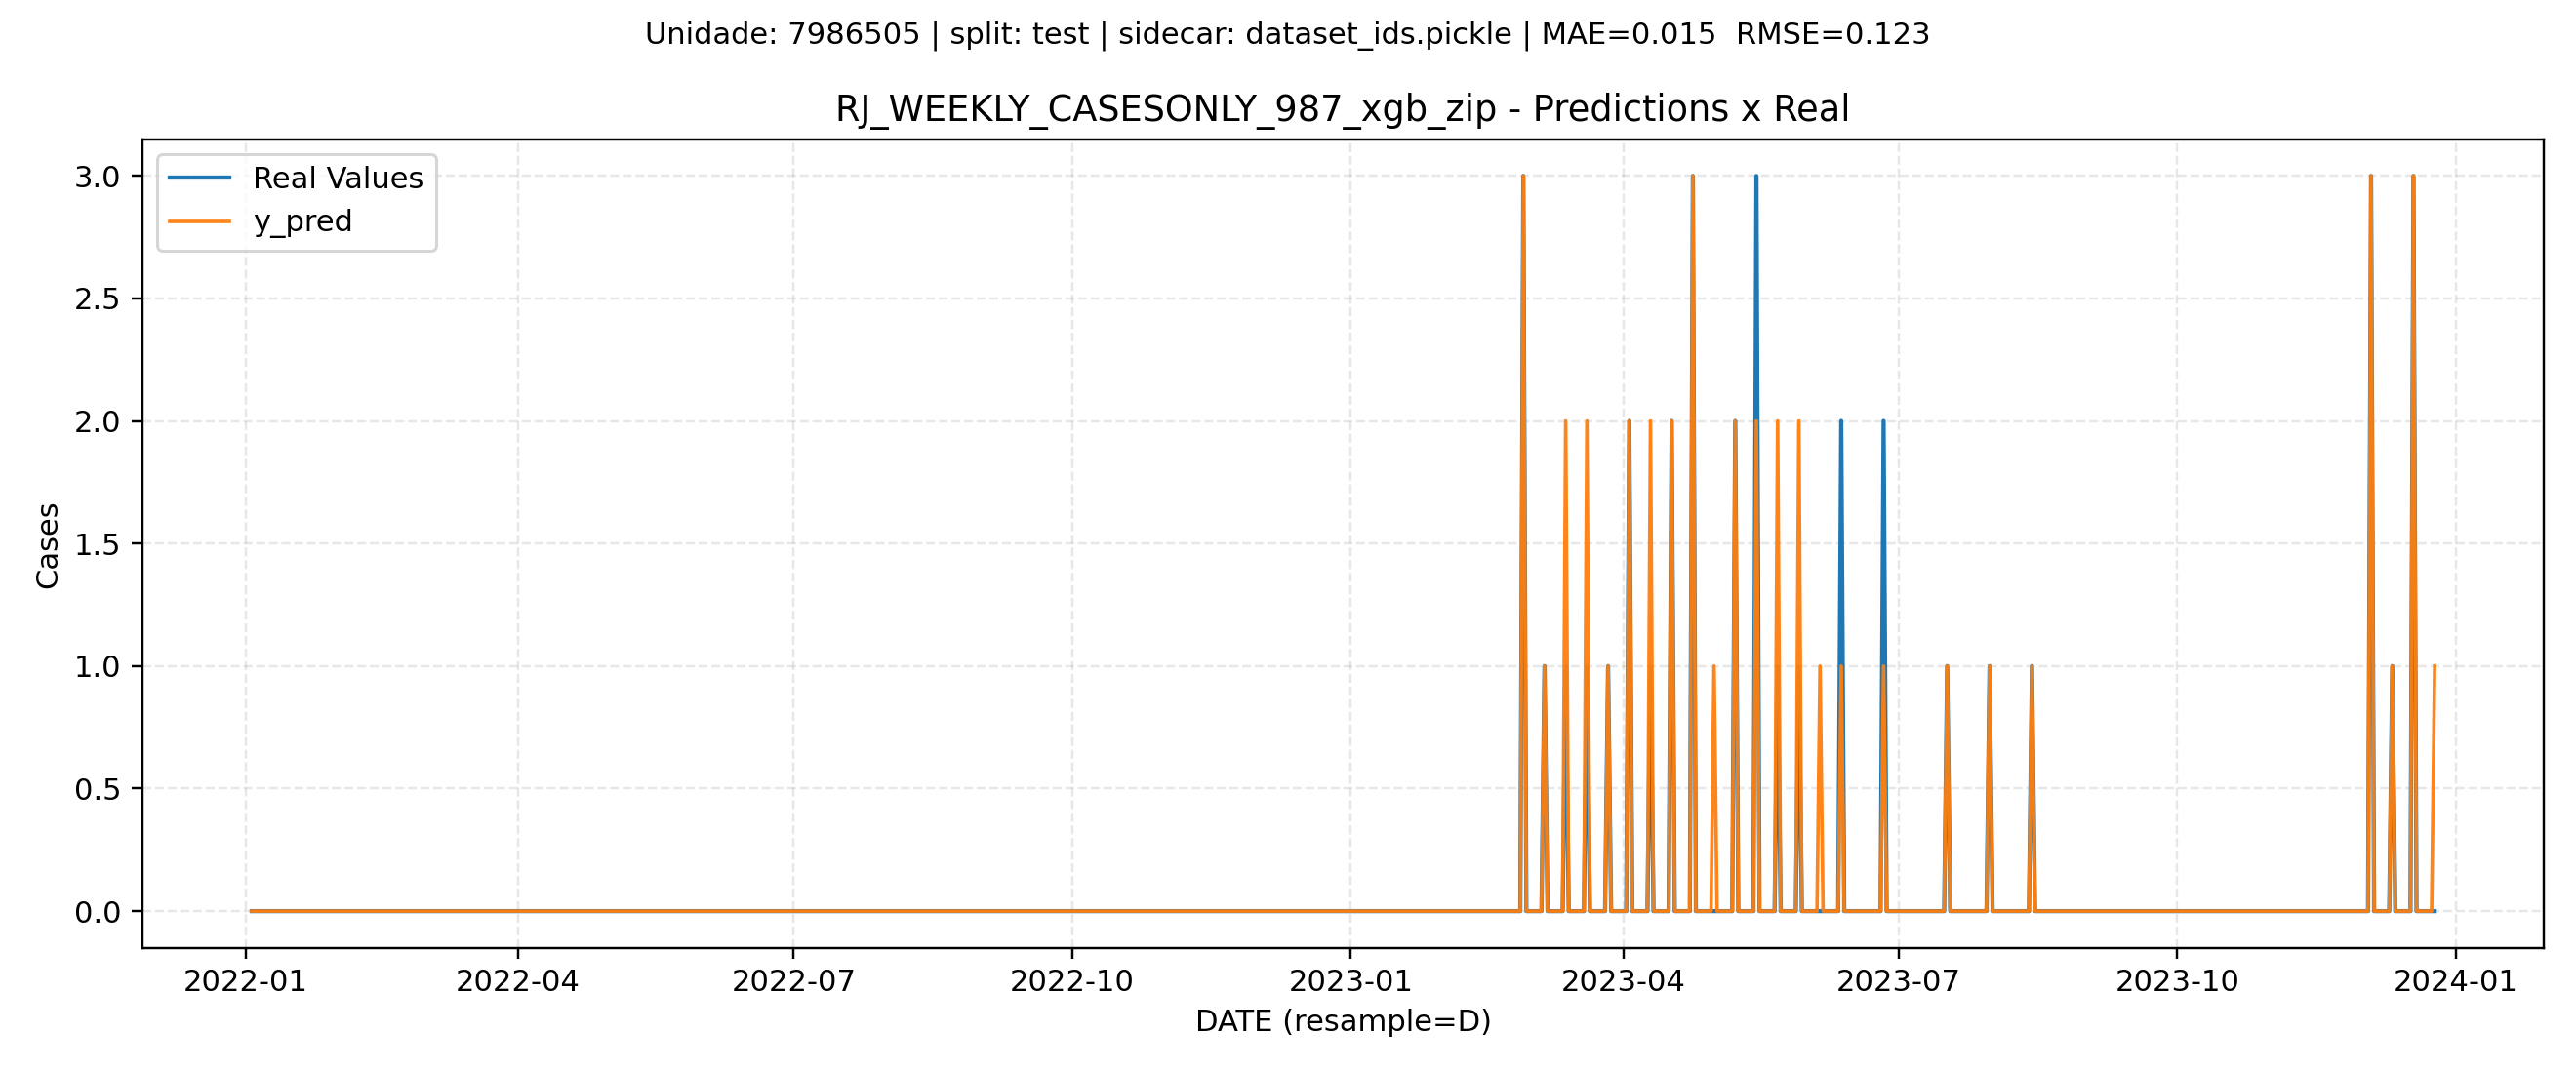 Unidade: 7986505 | split: test | sidecar: dataset_ids.pickle | MAE=0.015  RMSE=0.123
RJ_WEEKLY_CASESONLY_987_xgb_zip - Predictions x Real
Real Values
y_pred
Cases
3.0
2.5
2.0
1.5
1.0
0.5
0.0
2022-01 2022-04 2022-07 2022-10 2023-01 2023-04 2023-07 2023-10 2024-01
DATE (resample=D)